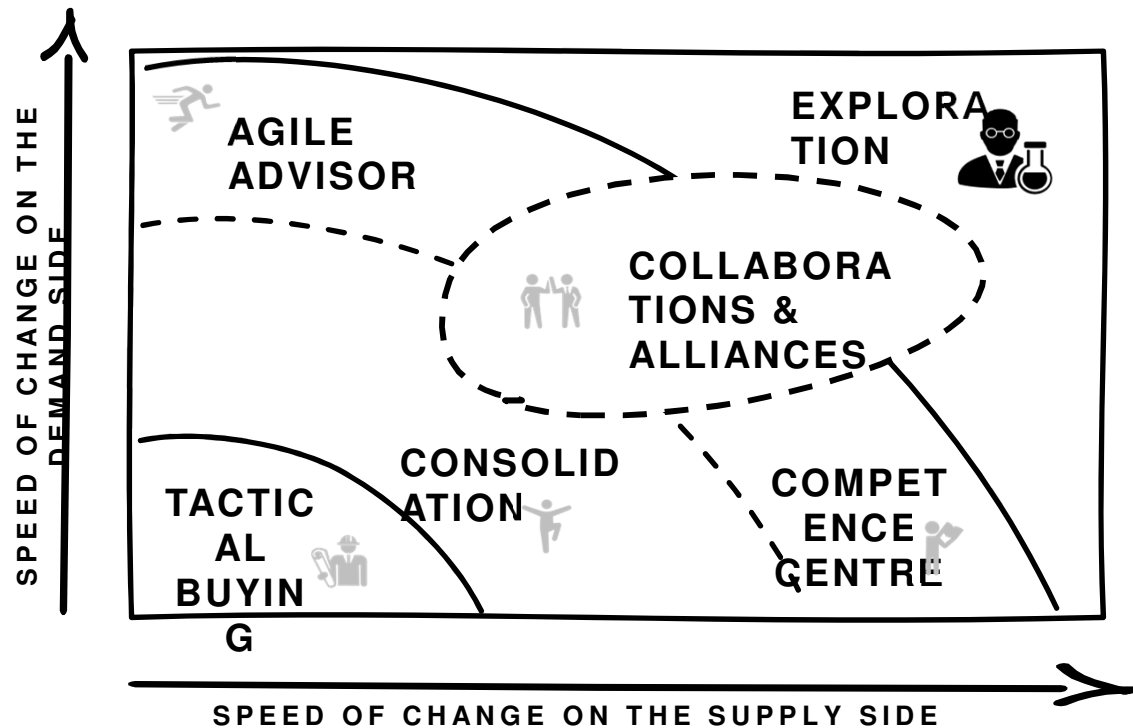 SPEED OF CHANGE ON THE
DEMAND SIDE
AGILE
ADVISOR
EXPLORA
TION
COLLABORA
TIONS &
ALLIANCES
CONSOLID
ATION
TACTIC
AL
BUYIN
G
COMPET
ENCE
CENTRE
SPEED OF CHANGE ON THE SUPPLY SIDE